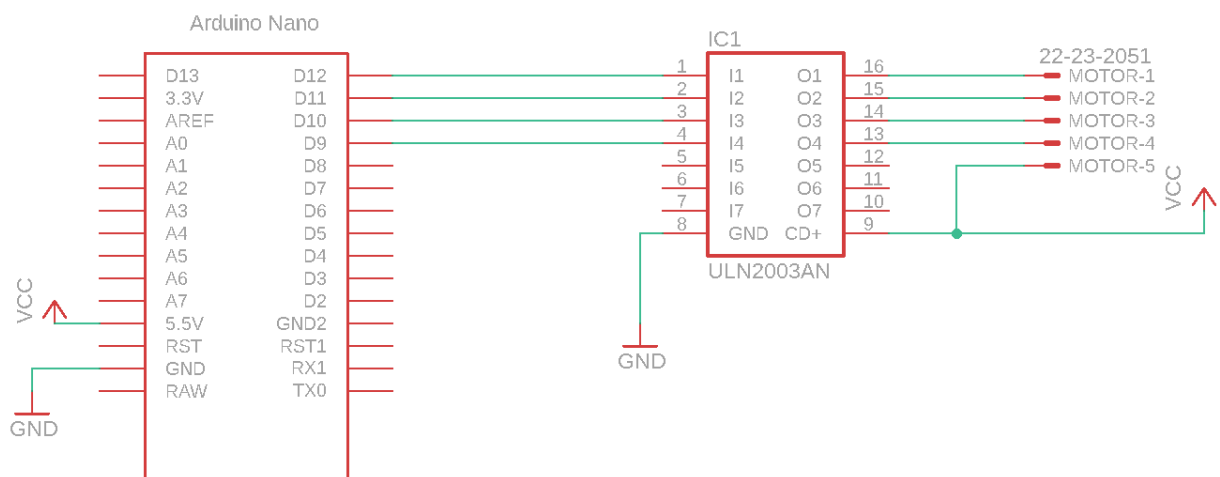 Arduino Nano
D13 D12
3.3V D11
AREF D10
A0 D9
A1 D8
A2 D7
A3 D6
A4 D5
A5 D4
A6 D3
A7 D2
5.5V GND2
RST RST1
GND RX1
RAW TX0
VCC
GND
IC1
1 I1 O1 16
2 I2 O2 15
3 I3 O3 14
4 I4 O4 13
5 I5 O5 12
6 I6 O6 11
7 I7 O7 10
8 GND CD+ 9
ULN2003AN
GND
22-23-2051
MOTOR-1
MOTOR-2
MOTOR-3
MOTOR-4
MOTOR-5
VCC